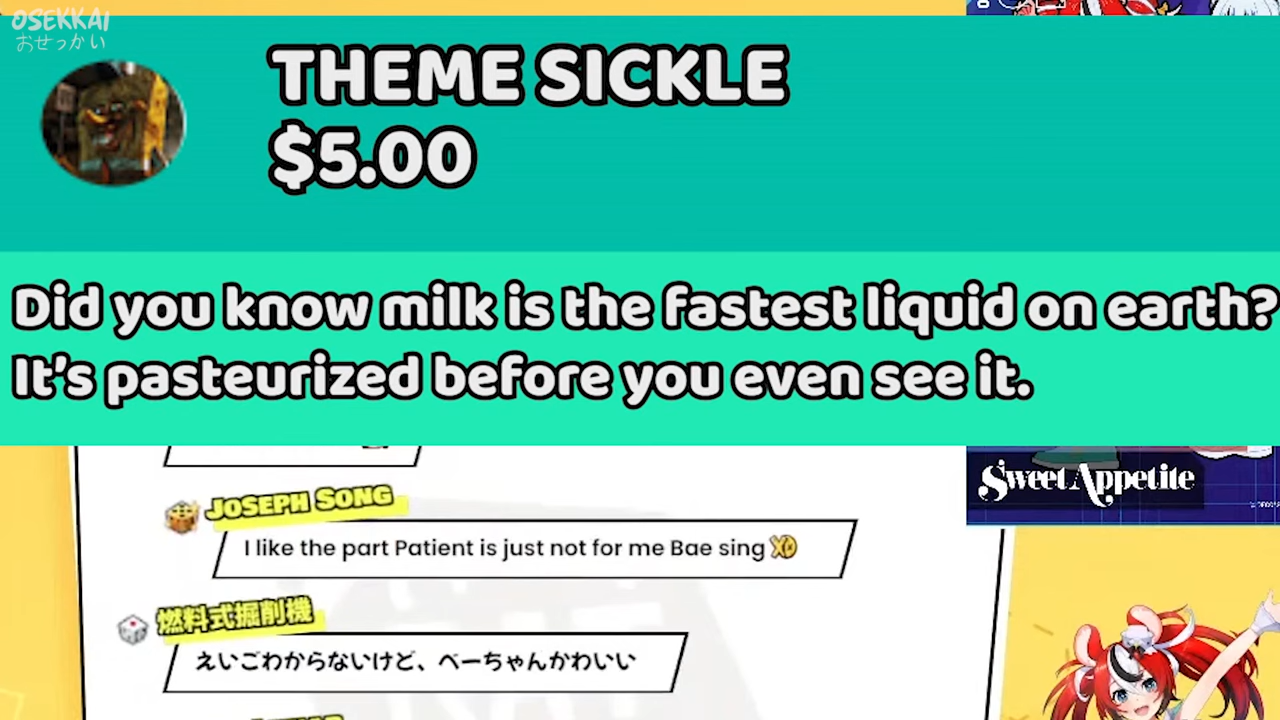 OSEKKAI
おせっかい
THEME SICKLE
$5.00
Did you know milk is the fastest liquid on earth?
It's pasteurized before you even see it.
Sweet Appetite
JOSEPH SONG
I like the part Patient is just not for me Bae sing
燃料式掘削機
えいごわからないけど、べーちゃんかわいい